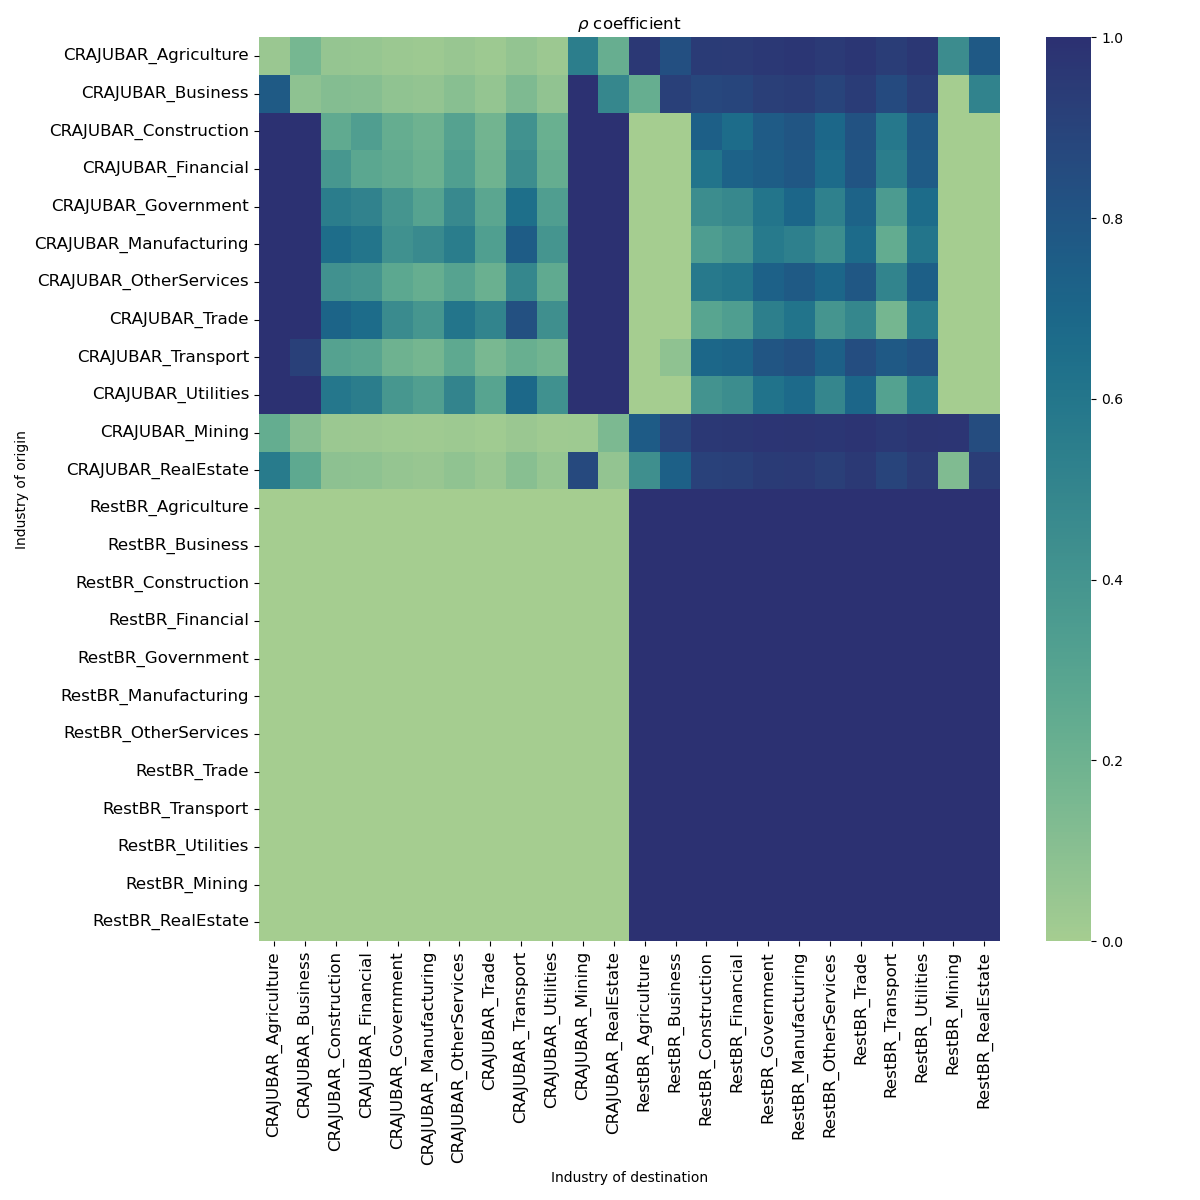 ρ coefficient
CRAJUBAR_Agriculture
CRAJUBAR_Business
CRAJUBAR_Construction
CRAJUBAR_Financial
CRAJUBAR_Government
CRAJUBAR_Manufacturing
CRAJUBAR_OtherServices
CRAJUBAR_Trade
CRAJUBAR_Transport
CRAJUBAR_Utilities
CRAJUBAR_Mining
CRAJUBAR_RealEstate
RestBR_Agriculture
RestBR_Business
RestBR_Construction
RestBR_Financial
RestBR_Government
RestBR_Manufacturing
RestBR_OtherServices
RestBR_Trade
RestBR_Transport
RestBR_Utilities
RestBR_Mining
RestBR_RealEstate
Industry of origin
CRAJUBAR_Agriculture
CRAJUBAR_Business
CRAJUBAR_Construction
CRAJUBAR_Financial
CRAJUBAR_Government
CRAJUBAR_Manufacturing
CRAJUBAR_OtherServices
CRAJUBAR_Trade
CRAJUBAR_Transport
CRAJUBAR_Utilities
CRAJUBAR_Mining
CRAJUBAR_RealEstate
RestBR_Agriculture
RestBR_Business
RestBR_Construction
RestBR_Financial
RestBR_Government
RestBR_Manufacturing
RestBR_OtherServices
RestBR_Trade
RestBR_Transport
RestBR_Utilities
RestBR_Mining
RestBR_RealEstate
Industry of destination
1.0
0.8
0.6
0.4
0.2
0.0